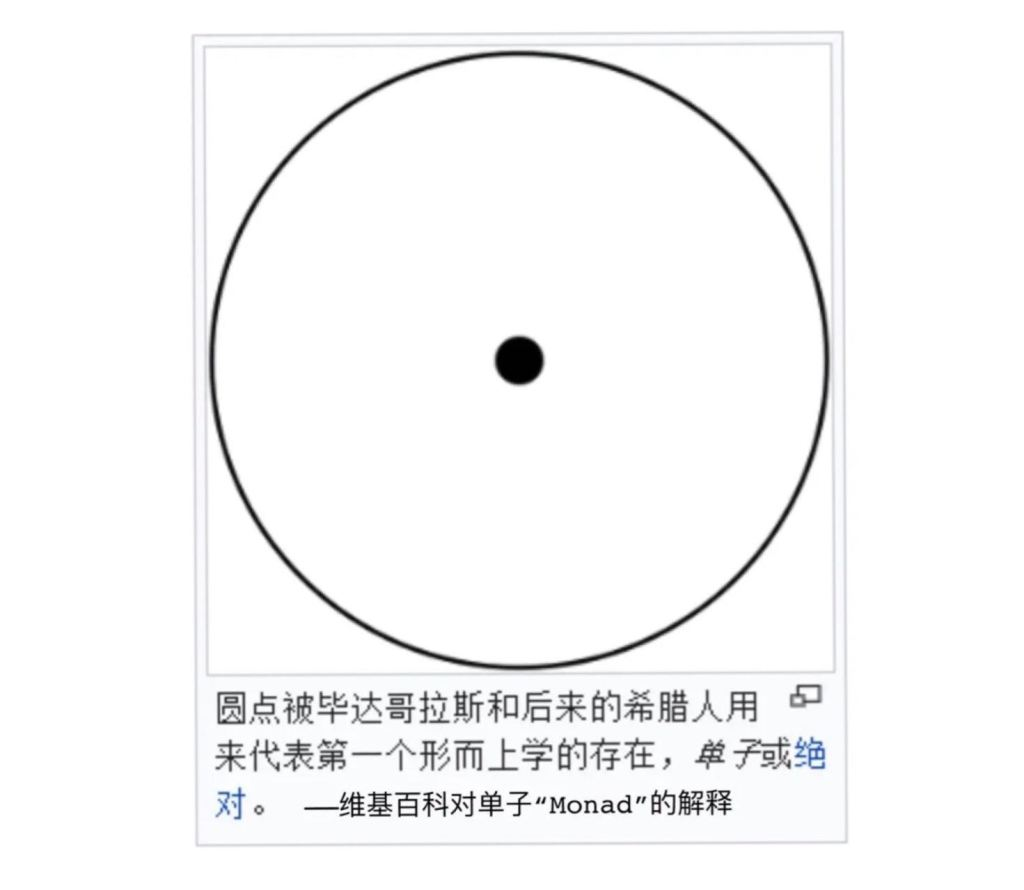 圆点被毕达哥拉斯和后来的希腊人用
来代表第一个形而上学的存在，单子或绝
对。 ——维基百科对单子“Monad”的解释